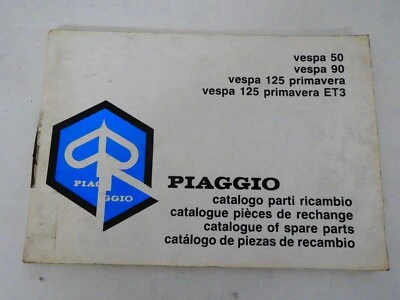 vespa 50
vespa 90
vespa 125 primavera
vespa 125 primavera ET3
PIAGGIO
PIAGGIO
catalogo parti ricambio
catalogue pièces de rechange
catalogue of spare parts
catálogo de piezas de recambio